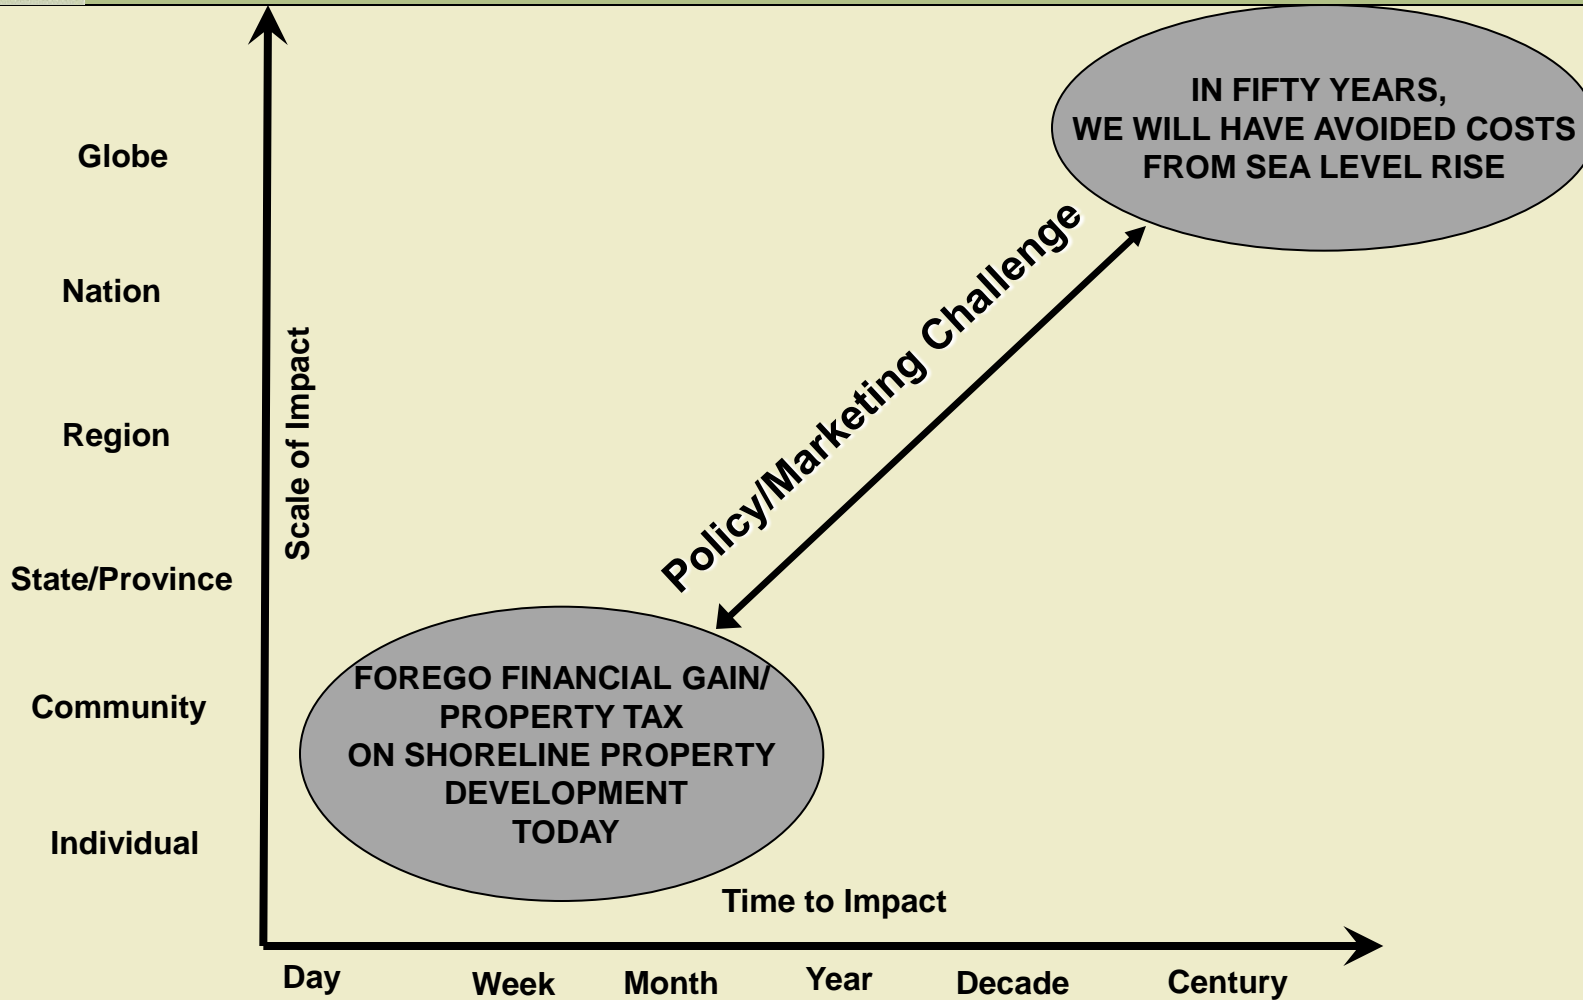 IN FIFTY YEARS,
WE WILL HAVE AVOIDED COSTS
FROM SEA LEVEL RISE
Globe
Nation
Region
State/Province
Community
Individual
Scale of Impact
Policy/Marketing Challenge
FOREGO FINANCIAL GAIN/
PROPERTY TAX
ON SHORELINE PROPERTY
DEVELOPMENT
TODAY
Time to Impact
Day
Week
Month
Year
Decade
Century